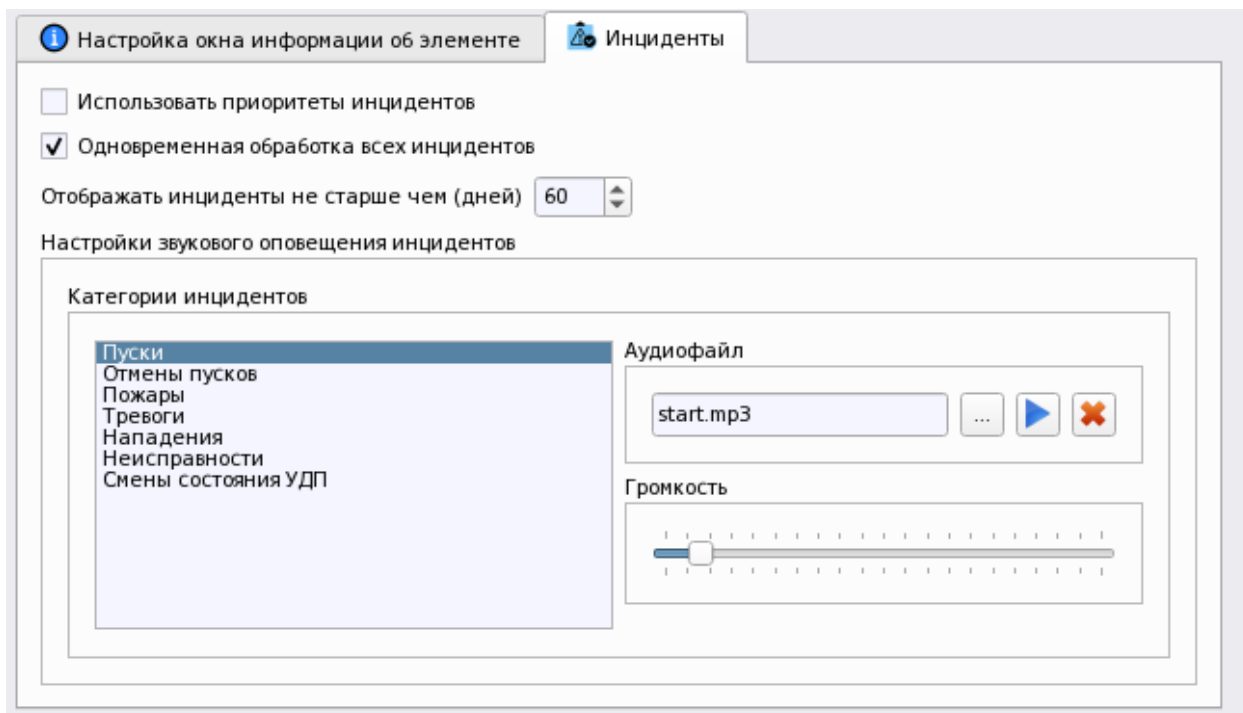 Настройка окна информации об элементе
Инциденты
Использовать приоритеты инцидентов
Одновременная обработка всех инцидентов
Отображать инциденты не старше чем (дней) 60
Настройки звукового оповещения инцидентов
Категории инцидентов
Пуски
Отмены пусков
Пожары
Тревоги
Нападения
Неисправности
Смены состояния УДП
Аудиофайл
start.mp3 ...
Громкость